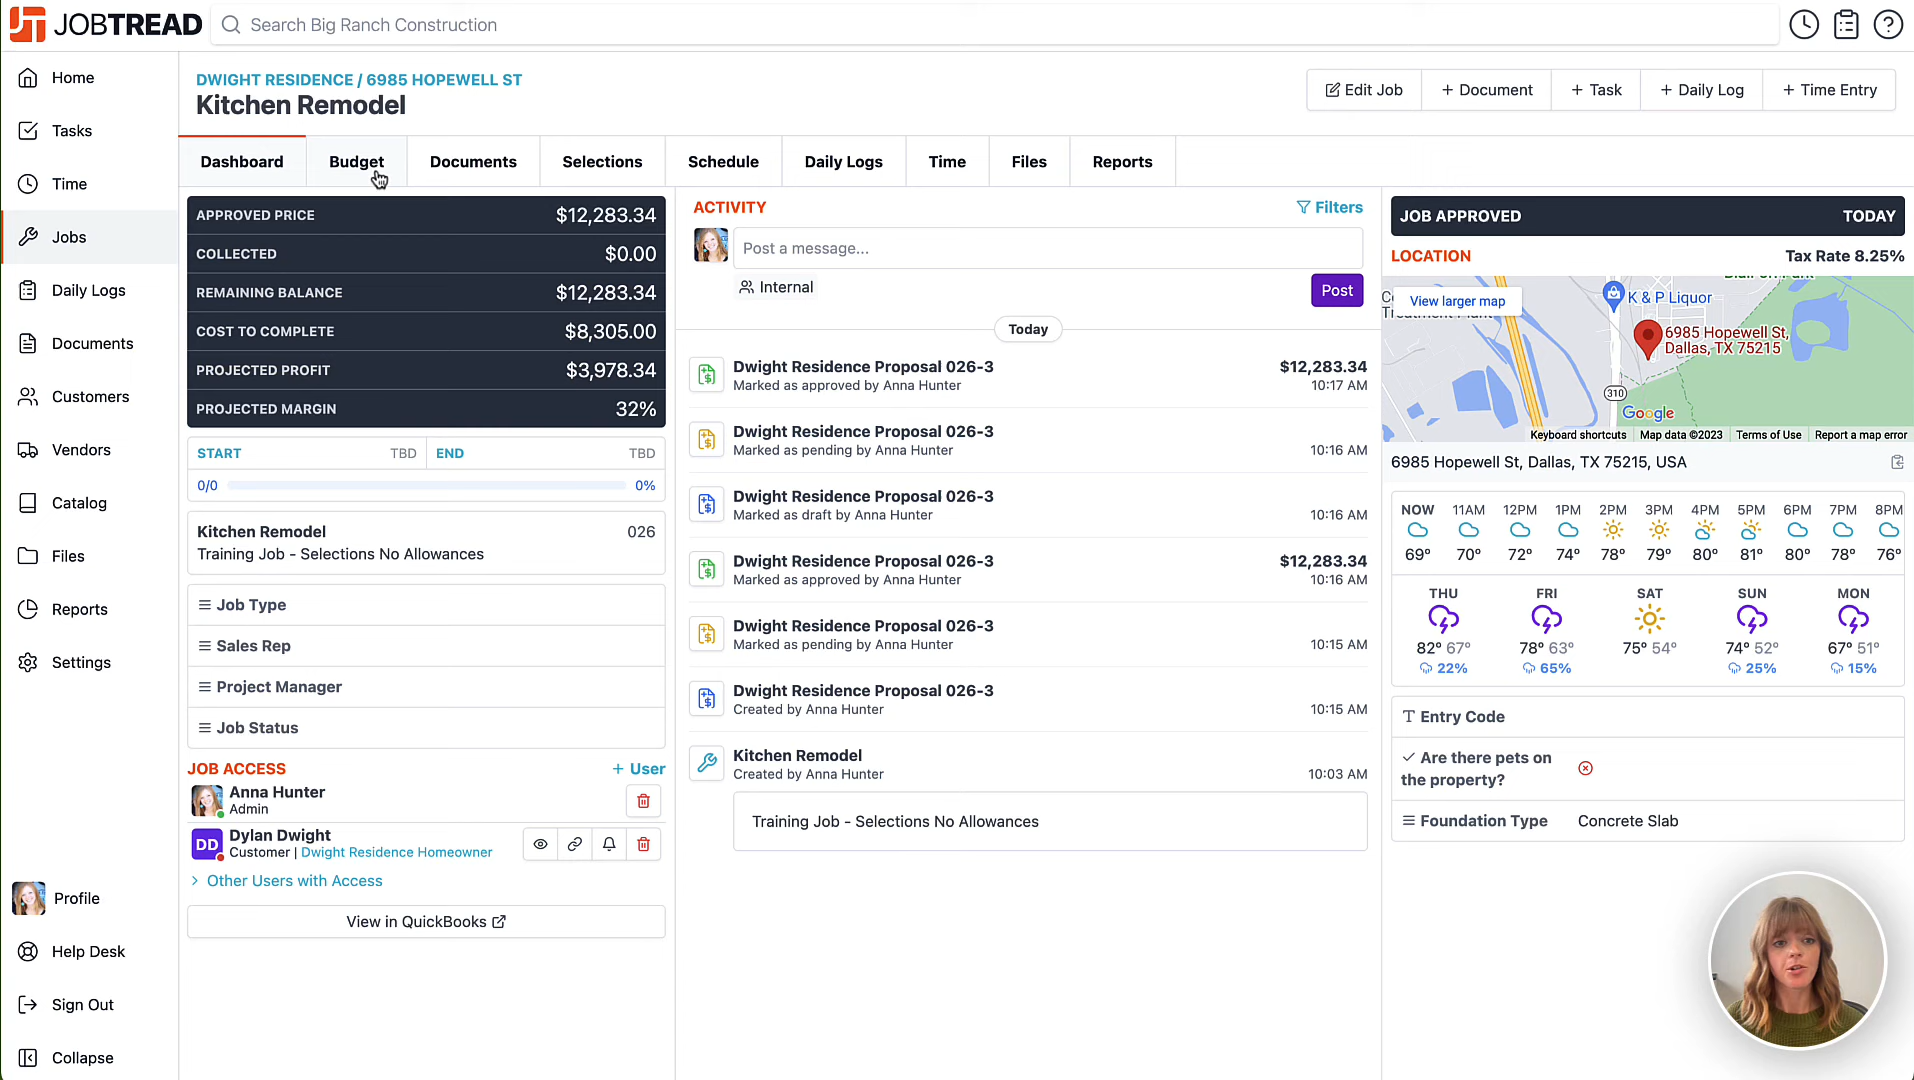 JOBTREAD
Search Big Ranch Construction
Home
Tasks
Time
Jobs
Daily Logs
Documents
Customers
Vendors
Catalog
Files
Reports
Settings
Profile
Help Desk
Sign Out
Collapse
DWIGHT RESIDENCE / 6985 HOPEWELL ST
Kitchen Remodel
Edit Job
+ Document
+ Task
+ Daily Log
+ Time Entry
Dashboard
Budget
Documents
Selections
Schedule
Daily Logs
Time
Files
Reports
APPROVED PRICE $12,283.34
COLLECTED $0.00
REMAINING BALANCE $12,283.34
COST TO COMPLETE $8,305.00
PROJECTED PROFIT $3,978.34
PROJECTED MARGIN 32%
START TBD END TBD
0/0 0%
Kitchen Remodel 026
Training Job - Selections No Allowances
Job Type
Sales Rep
Project Manager
Job Status
JOB ACCESS + User
Anna Hunter
Admin
DD
Dylan Dwight
Customer | Dwight Residence Homeowner
> Other Users with Access
View in QuickBooks
ACTIVITY Filters
Post a message...
Internal
Post
Today
Dwight Residence Proposal 026-3 $12,283.34
Marked as approved by Anna Hunter 10:17 AM
Dwight Residence Proposal 026-3
Marked as pending by Anna Hunter 10:16 AM
Dwight Residence Proposal 026-3
Marked as draft by Anna Hunter 10:16 AM
Dwight Residence Proposal 026-3 $12,283.34
Marked as approved by Anna Hunter 10:16 AM
Dwight Residence Proposal 026-3
Marked as pending by Anna Hunter 10:15 AM
Dwight Residence Proposal 026-3
Created by Anna Hunter 10:15 AM
Kitchen Remodel
Created by Anna Hunter 10:03 AM
Training Job - Selections No Allowances
JOB APPROVED TODAY
LOCATION Tax Rate 8.25%
View larger map
K & P Liquor
6985 Hopewell St,
Dallas, TX 75215
310
Google
Keyboard shortcuts Map data ©2023 Terms of Use Report a map error
6985 Hopewell St, Dallas, TX 75215, USA
NOW 11AM 12PM 1PM 2PM 3PM 4PM 5PM 6PM 7PM 8PM
69° 70° 72° 74° 78° 79° 80° 81° 80° 78° 76°
THU FRI SAT SUN MON
82° 67° 78° 63° 75° 54° 74° 52° 67° 51°
22% 65% 25% 15%
Entry Code
Are there pets on
the property?
Foundation Type Concrete Slab